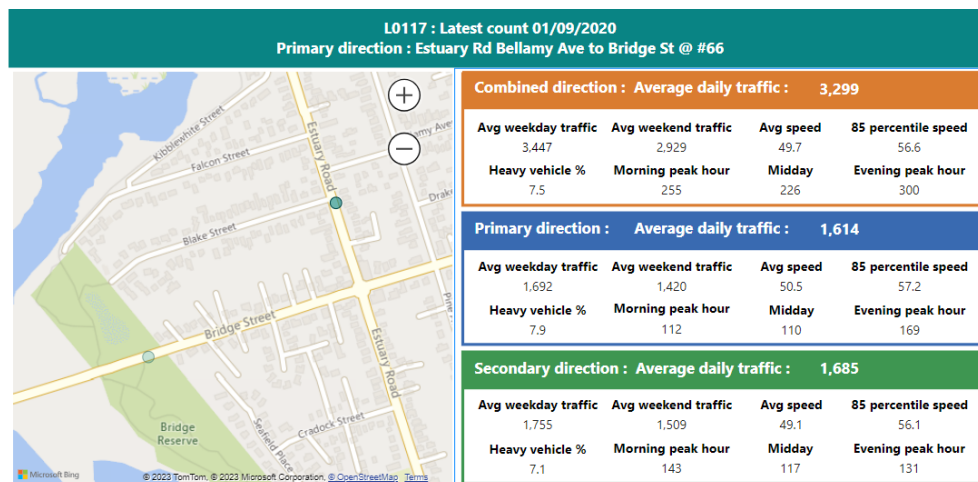 L0117 : Latest count 01/09/2020
Primary direction : Estuary Rd Bellamy Ave to Bridge St @ #66
Kibblewhite Street
Falcon Street
Estuary Road
amy Ave
Drake
Blake Street
Pine
Bridge Street
Estuary Road
Cradock Street
Seafield Place
Bridge
Reserve
Microsoft Bing
© 2023 TomTom, © 2023 Microsoft Corporation, © OpenStreetMap Terms
Combined direction : Average daily traffic : 3,299
Avg weekday traffic Avg weekend traffic Avg speed 85 percentile speed
3,447 2,929 49.7 56.6
Heavy vehicle % Morning peak hour Midday Evening peak hour
7.5 255 226 300
Primary direction : Average daily traffic : 1,614
Avg weekday traffic Avg weekend traffic Avg speed 85 percentile speed
1,692 1,420 50.5 57.2
Heavy vehicle % Morning peak hour Midday Evening peak hour
7.9 112 110 169
Secondary direction : Average daily traffic : 1,685
Avg weekday traffic Avg weekend traffic Avg speed 85 percentile speed
1,755 1,509 49.1 56.1
Heavy vehicle % Morning peak hour Midday Evening peak hour
7.1 143 117 131